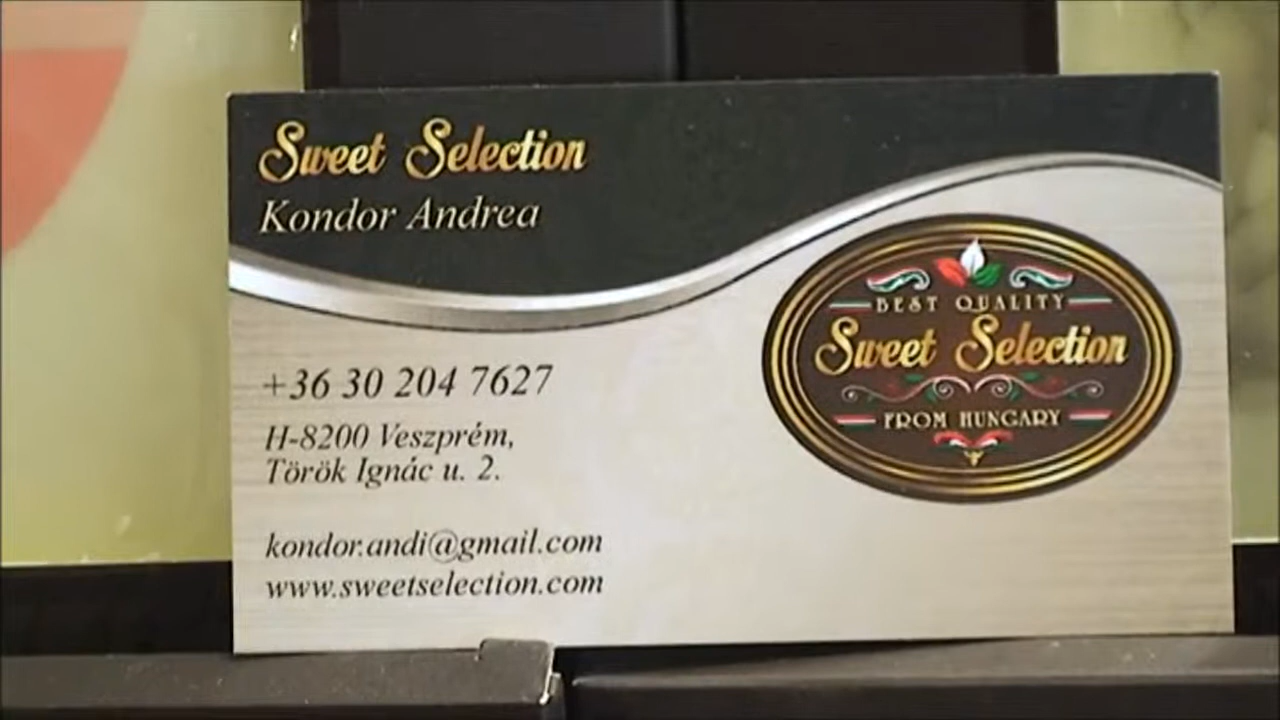 Sweet Selection
Kondor Andrea
+36 30 204 7627
H-8200 Veszprém,
Török Ignác u. 2.
kondor.andi@gmail.com
www.sweetselection.com
BEST QUALITY
Sweet Selection
FROM HUNGARY